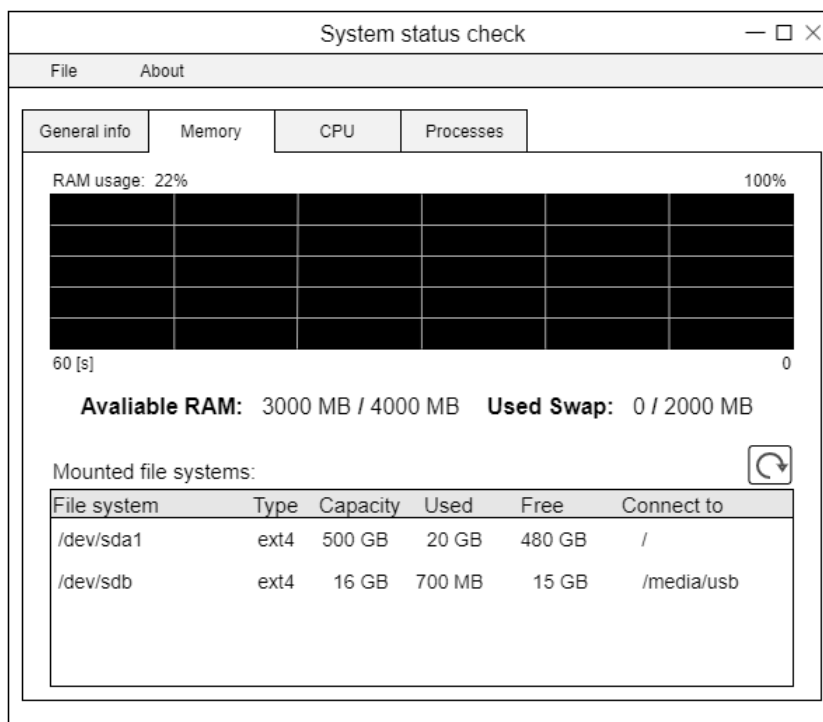 System status check
File About
General info Memory CPU Processes
RAM usage: 22% 100%
60 [s] 0
Avaliable RAM: 3000 MB / 4000 MB Used Swap: 0 / 2000 MB
Mounted file systems:
File system Type Capacity Used Free Connect to
/dev/sda1 ext4 500 GB 20 GB 480 GB /
/dev/sdb ext4 16 GB 700 MB 15 GB /media/usb